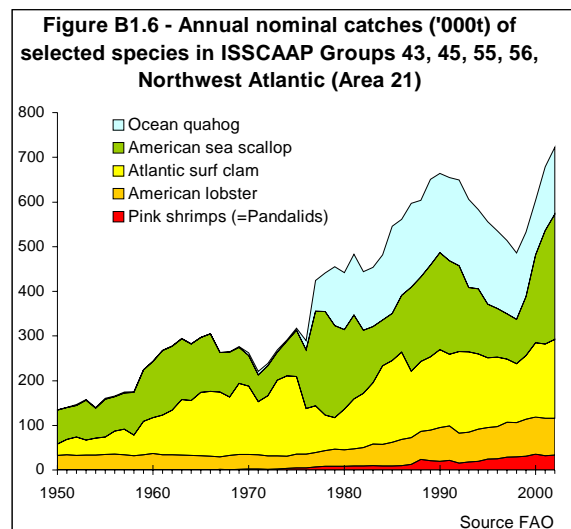 Figure B1.6 - Annual nominal catches ('000t) of
selected species in ISSCAAP Groups 43, 45, 55, 56,
Northwest Atlantic (Area 21)
800
700
600
500
400
300
200
100
0
Ocean quahog
American sea scallop
Atlantic surf clam
American lobster
Pink shrimps (=Pandalids)
1950 1960 1970 1980 1990 2000
Source FAO